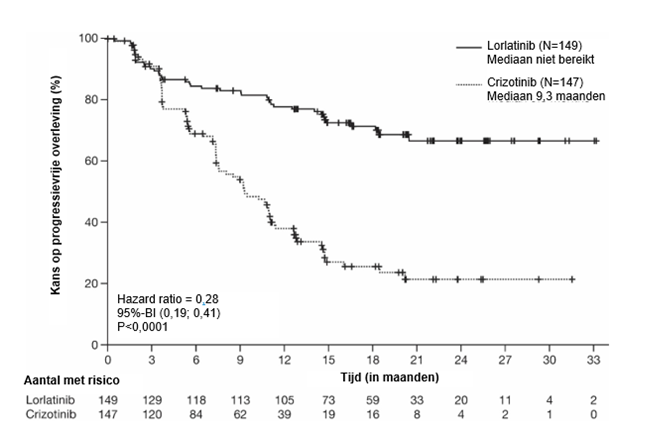 Kans op progressievrije overleving (%)
100
80
60
40
20
0
Lorlatinib (N=149)
Mediaan niet bereikt
Crizotinib (N=147)
Mediaan 9,3 maanden
Hazard ratio = 0,28
95%-BI (0,19; 0,41)
P<0,0001
0 3 6 9 12 15 18 21 24 27 30 33
Tijd (in maanden)
Aantal met risico
Lorlatinib 149 129 118 113 105 73 59 33 20 11 4 2
Crizotinib 147 120 84 62 39 19 16 8 4 2 1 0